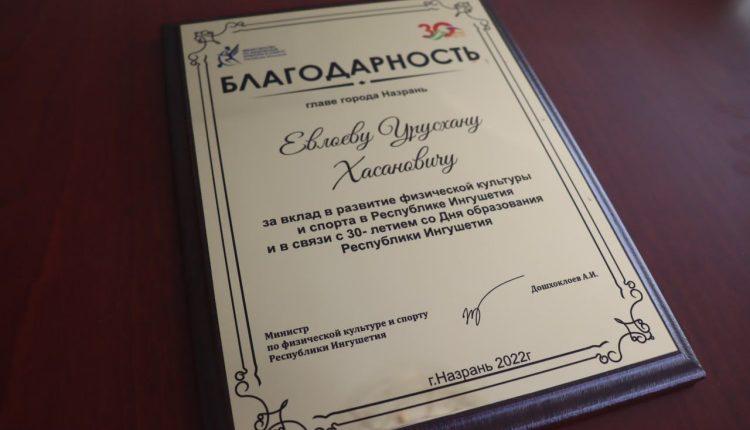 30
БЛАГОДАРНОСТЬ
главе города Назрань
Евлоеву Урусхану
Хасановичу
за вклад в развитие физической культуры
и спорта в Республике Ингушетия
и в связи с 30- летием со Дня образования
Республики Ингушетия
Министр
по физической культуре и спорту
Республики Ингушетия
Дошхоклоев А.И.
г.Назрань 2022г